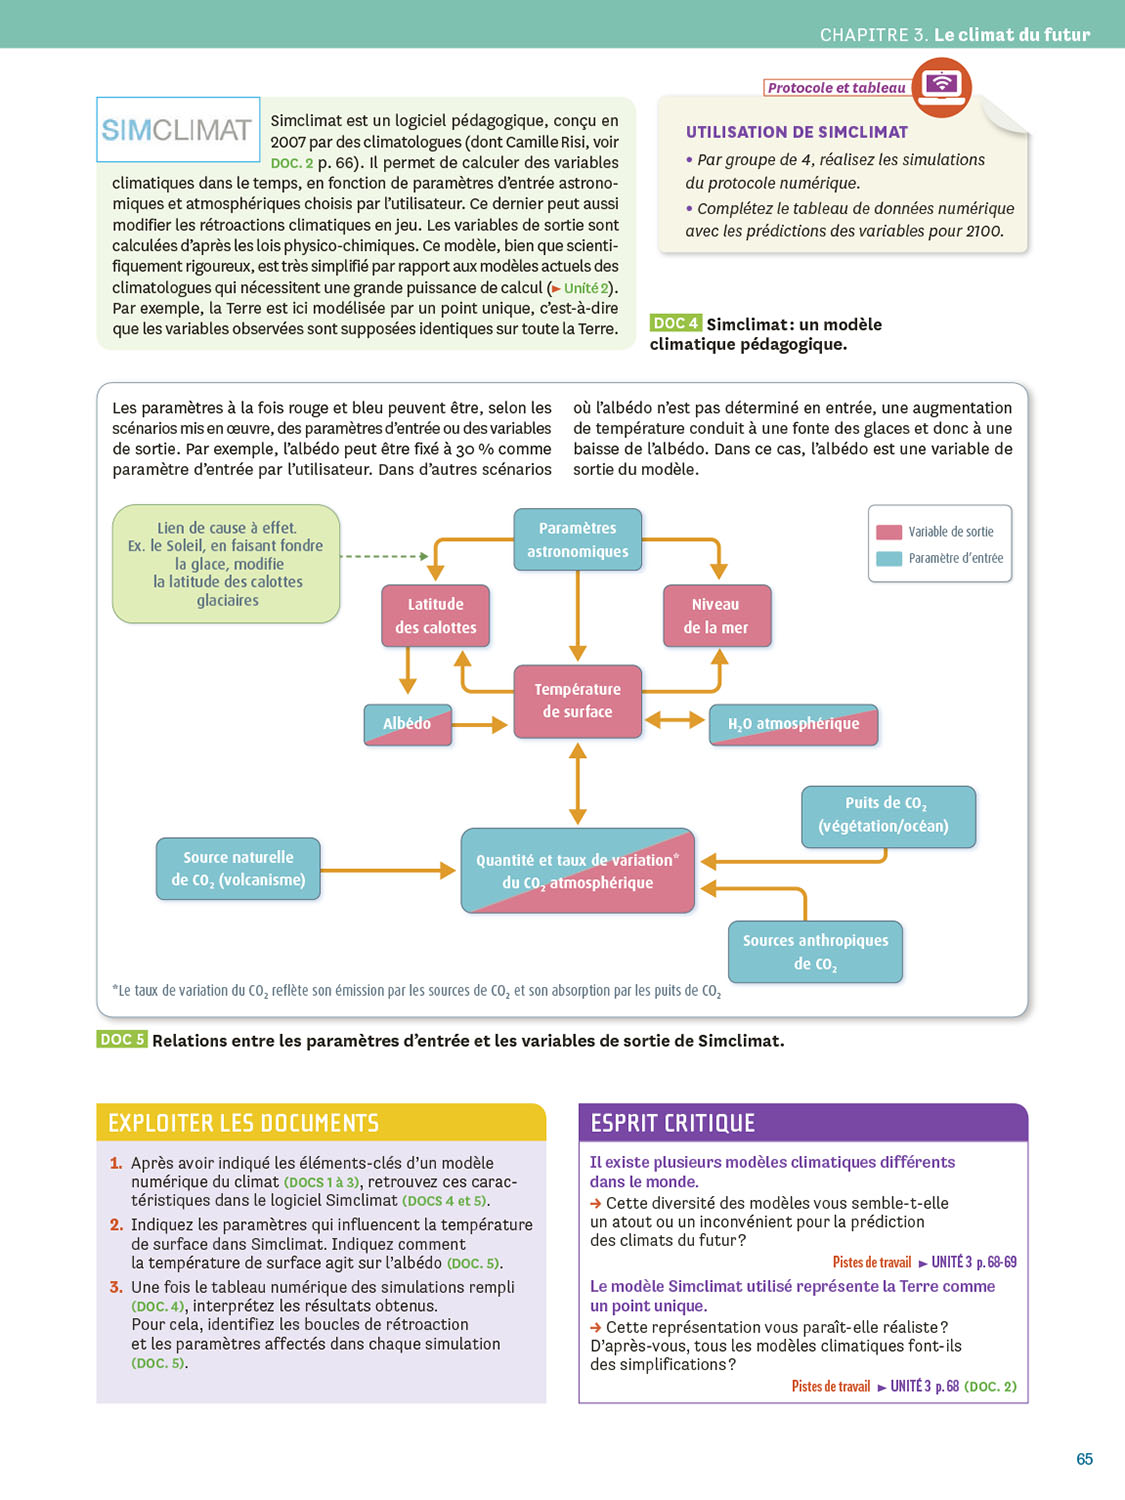 CHAPITRE 3. Le climat du futur
SIMCLIMAT
Simclimat est un logiciel pédagogique, conçu en
2007 par des climatologues (dont Camille Risi, voir
DOC. 2 p. 66). Il permet de calculer des variables
climatiques dans le temps, en fonction de paramètres d'entrée astrono-
miques et atmosphériques choisis par l'utilisateur. Ce dernier peut aussi
modifier les rétroactions climatiques en jeu. Les variables de sortie sont
calculées d'après les lois physico-chimiques. Ce modèle, bien que scienti-
fiquement rigoureux, est très simplifié par rapport aux modèles actuels des
climatologues qui nécessitent une grande puissance de calcul (► Unité 2).
Par exemple, la Terre est ici modélisée par un point unique, c'est-à-dire
que les variables observées sont supposées identiques sur toute la Terre.
Protocole et tableau
UTILISATION DE SIMCLIMAT
• Par groupe de 4, réalisez les simulations
du protocole numérique.
• Complétez le tableau de données numérique
avec les prédictions des variables pour 2100.
DOC 4 Simclimat : un modèle
climatique pédagogique.
Les paramètres à la fois rouge et bleu peuvent être, selon les
scénarios mis en œuvre, des paramètres d'entrée ou des variables
de sortie. Par exemple, l'albédo peut être fixé à 30 % comme
paramètre d'entrée par l'utilisateur. Dans d'autres scénarios
où l'albédo n'est pas déterminé en entrée, une augmentation
de température conduit à une fonte des glaces et donc à une
baisse de l'albédo. Dans ce cas, l'albédo est une variable de
sortie du modèle.
Lien de cause à effet.
Ex. le Soleil, en faisant fondre
la glace, modifie
la latitude des calottes
glaciaires
Paramètres
astronomiques
Variable de sortie
Paramètre d'entrée
Latitude
des calottes
Niveau
de la mer
Température
de surface
Albédo
H₂O atmosphérique
Puits de CO₂
(végétation/océan)
Source naturelle
de CO₂ (volcanisme)
Quantité et taux de variation*
du CO₂ atmosphérique
Sources anthropiques
de CO₂
*Le taux de variation du CO₂ reflète son émission par les sources de CO₂ et son absorption par les puits de CO₂
DOC 5 Relations entre les paramètres d'entrée et les variables de sortie de Simclimat.
EXPLOITER LES DOCUMENTS
1. Après avoir indiqué les éléments-clés d'un modèle
numérique du climat (DOCS 1 à 3), retrouvez ces carac-
téristiques dans le logiciel Simclimat (DOCS 4 et 5).
2. Indiquez les paramètres qui influencent la température
de surface dans Simclimat. Indiquez comment
la température de surface agit sur l'albédo (DOC. 5).
3. Une fois le tableau numérique des simulations rempli
(DOC. 4), interprétez les résultats obtenus.
Pour cela, identifiez les boucles de rétroaction
et les paramètres affectés dans chaque simulation
(DOC. 5).
ESPRIT CRITIQUE
Il existe plusieurs modèles climatiques différents
dans le monde.
→ Cette diversité des modèles vous semble-t-elle
un atout ou un inconvénient pour la prédiction
des climats du futur ?
Pistes de travail ► UNITÉ 3 p. 68-69
Le modèle Simclimat utilisé représente la Terre comme
un point unique.
→ Cette représentation vous paraît-elle réaliste ?
D'après-vous, tous les modèles climatiques font-ils
des simplifications ?
Pistes de travail ► UNITÉ 3 p. 68 (DOC. 2)
65